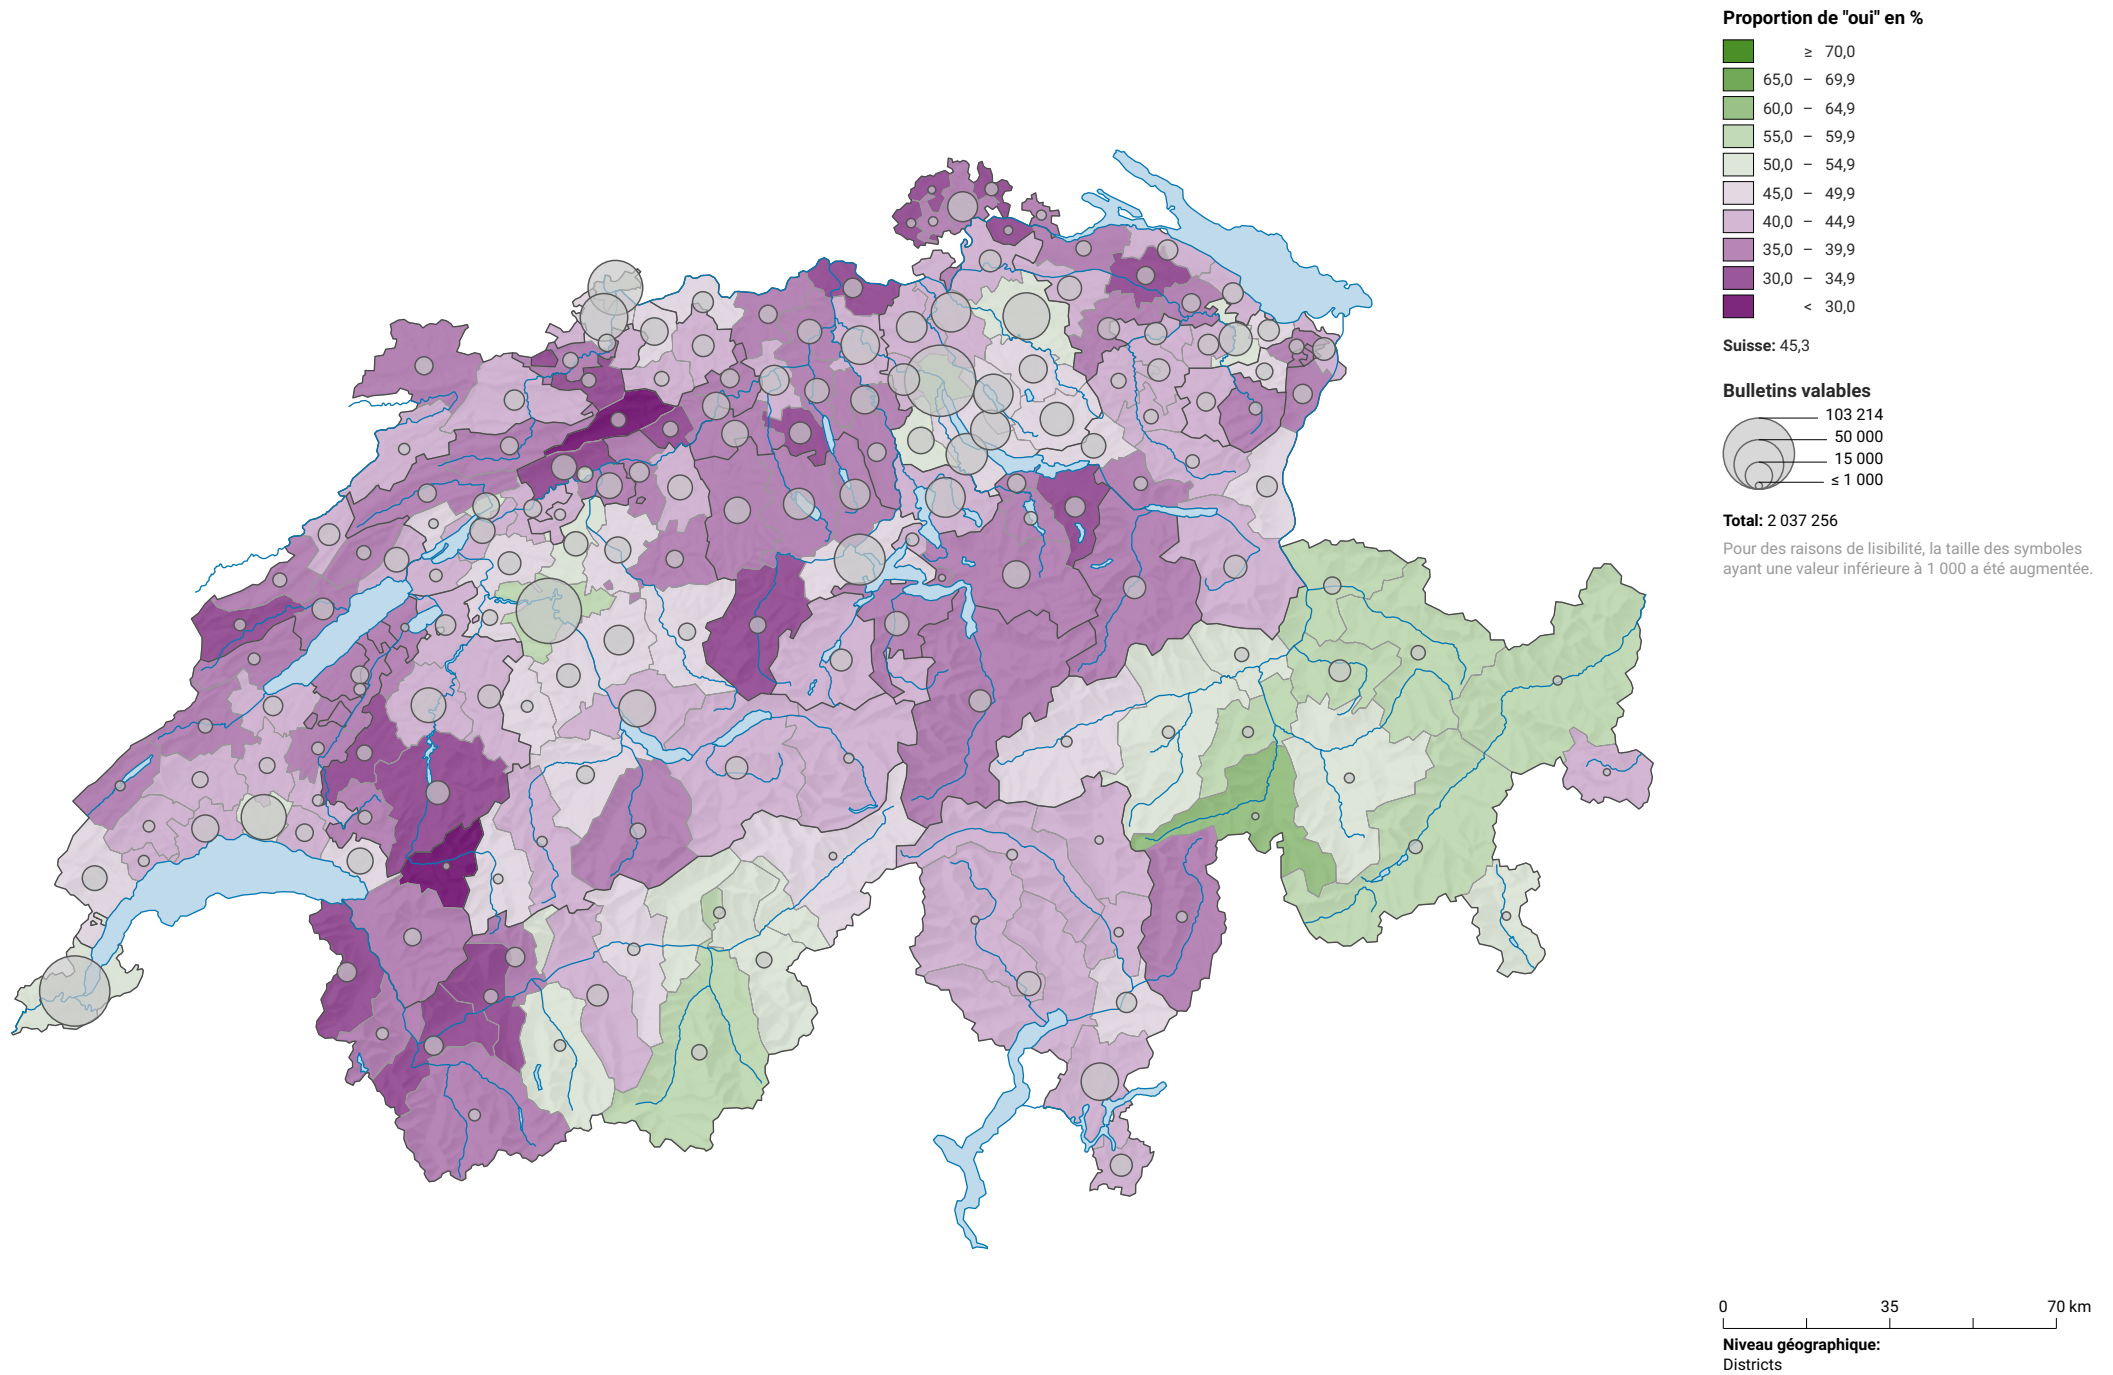 Proportion de "oui" en %
≥ 70,0
65,0 – 69,9
60,0 – 64,9
55,0 – 59,9
50,0 – 54,9
45,0 – 49,9
40,0 – 44,9
35,0 – 39,9
30,0 – 34,9
< 30,0
Suisse: 45,3
Bulletins valables
103 214
50 000
15 000
≤ 1 000
Total: 2 037 256
Pour des raisons de lisibilité, la taille des symboles
ayant une valeur inférieure à 1 000 a été augmentée.
0 35 70 km
Niveau géographique:
Districts